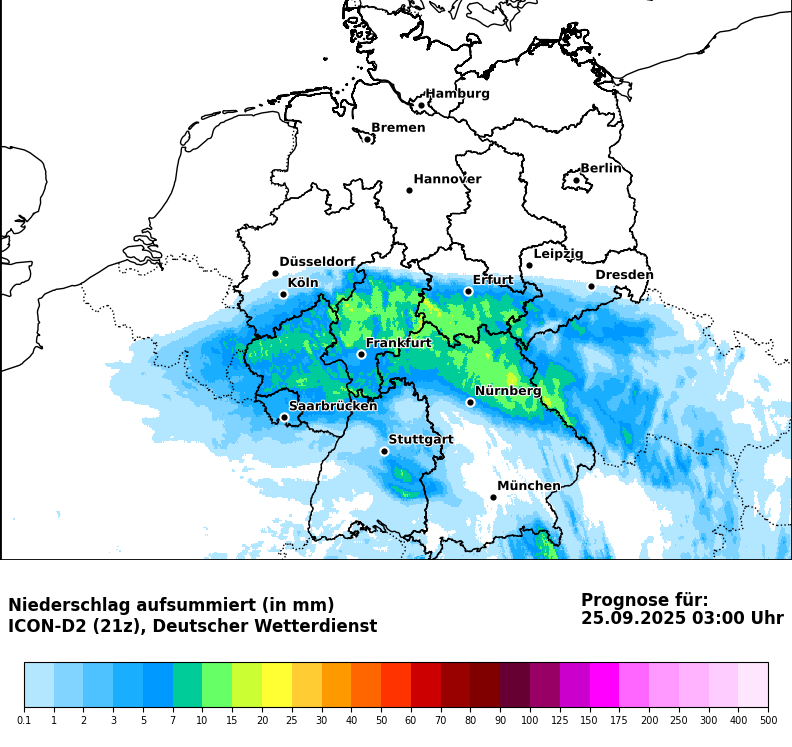 Hamburg
Bremen
Berlin
Hannover
Leipzig
Düsseldorf
Dresden
Köln
Erfurt
Frankfurt
Nürnberg
Saarbrücken
Stuttgart
München
Niederschlag aufsummiert (in mm)
ICON-D2 (21z), Deutscher Wetterdienst
Prognose für:
25.09.2025 03:00 Uhr
0.1 1 2 3 5 7 10 15 20 25 30 40 50 60 70 80 90 100 125 150 175 200 250 300 400 500